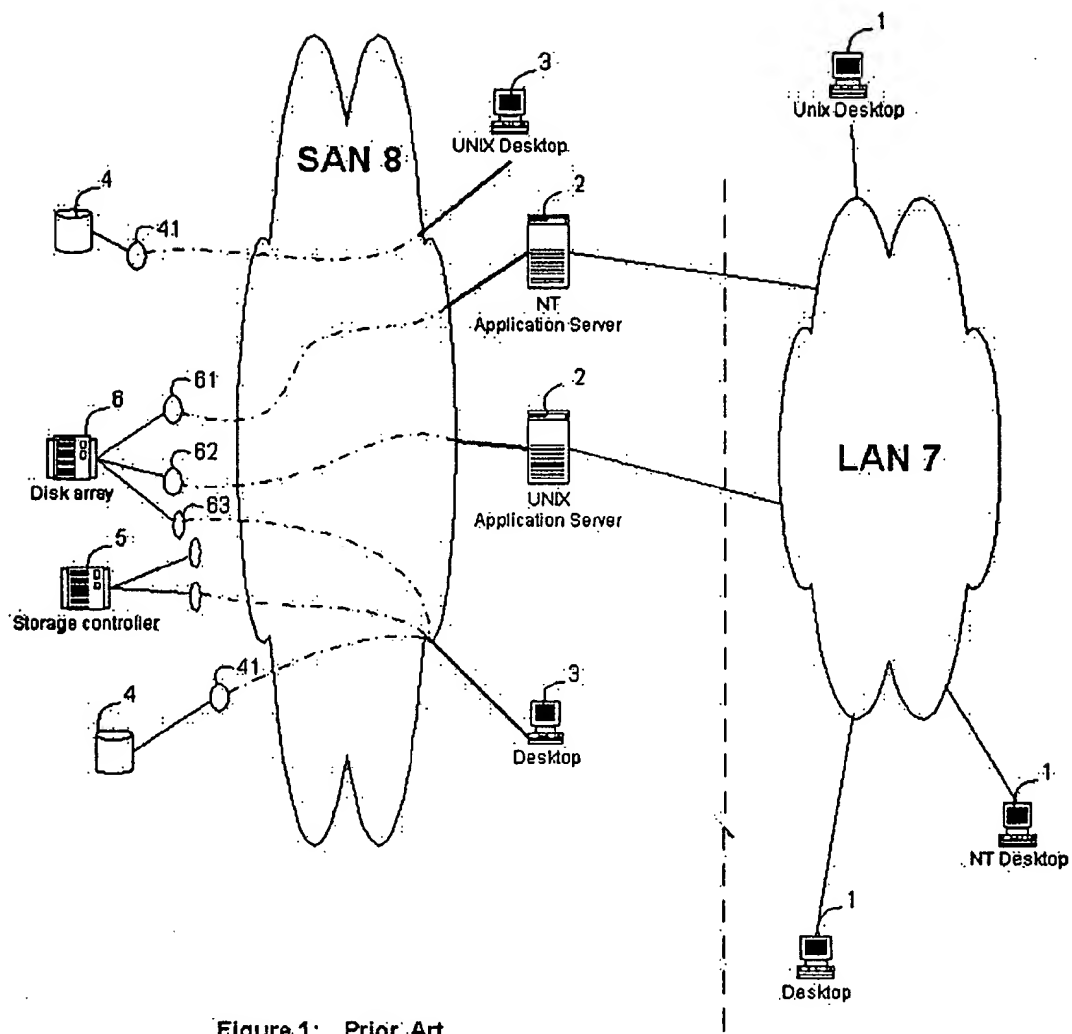 1
Unix Desktop
3
UNIX Desktop
SAN 8
4
41
2
NT
Application Server
61
6
62
Disk array
63
5
Storage controller
2
UNIX
Application Server
LAN 7
41
4
3
Desktop
1
NT Desktop
1
Desktop
Figure 1: Prior Art